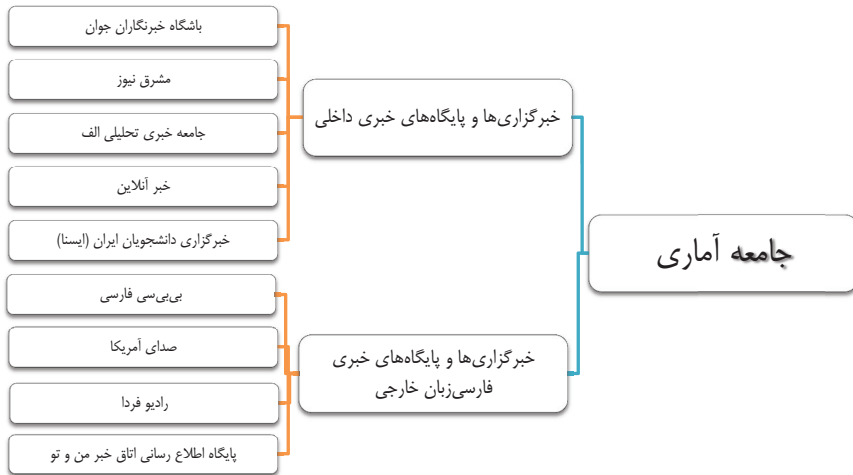 جامعه آماری
خبرگزاری‌ها و پایگاه‌های خبری داخلی
باشگاه خبرنگاران جوان
مشرق نیوز
جامعه خبری تحلیلی الف
خبر آنلاین
خبرگزاری دانشجویان ایران (ایسنا)
خبرگزاری‌ها و پایگاه‌های خبری
فارسی‌زبان خارجی
بی‌بی‌سی فارسی
صدای آمریکا
رادیو فردا
پایگاه اطلاع رسانی اتاق خبر من و تو